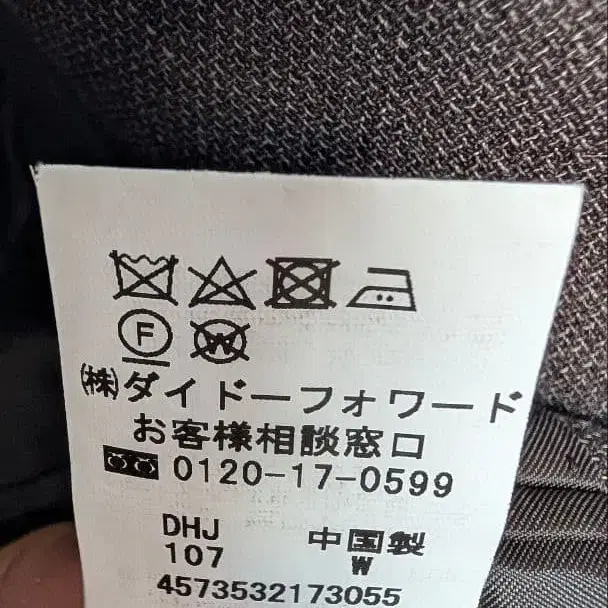 F W
㈱ダイドーフォワード
お客様相談窓口
0120-17-0599
DHJ 中国製
107 W
4573532173055